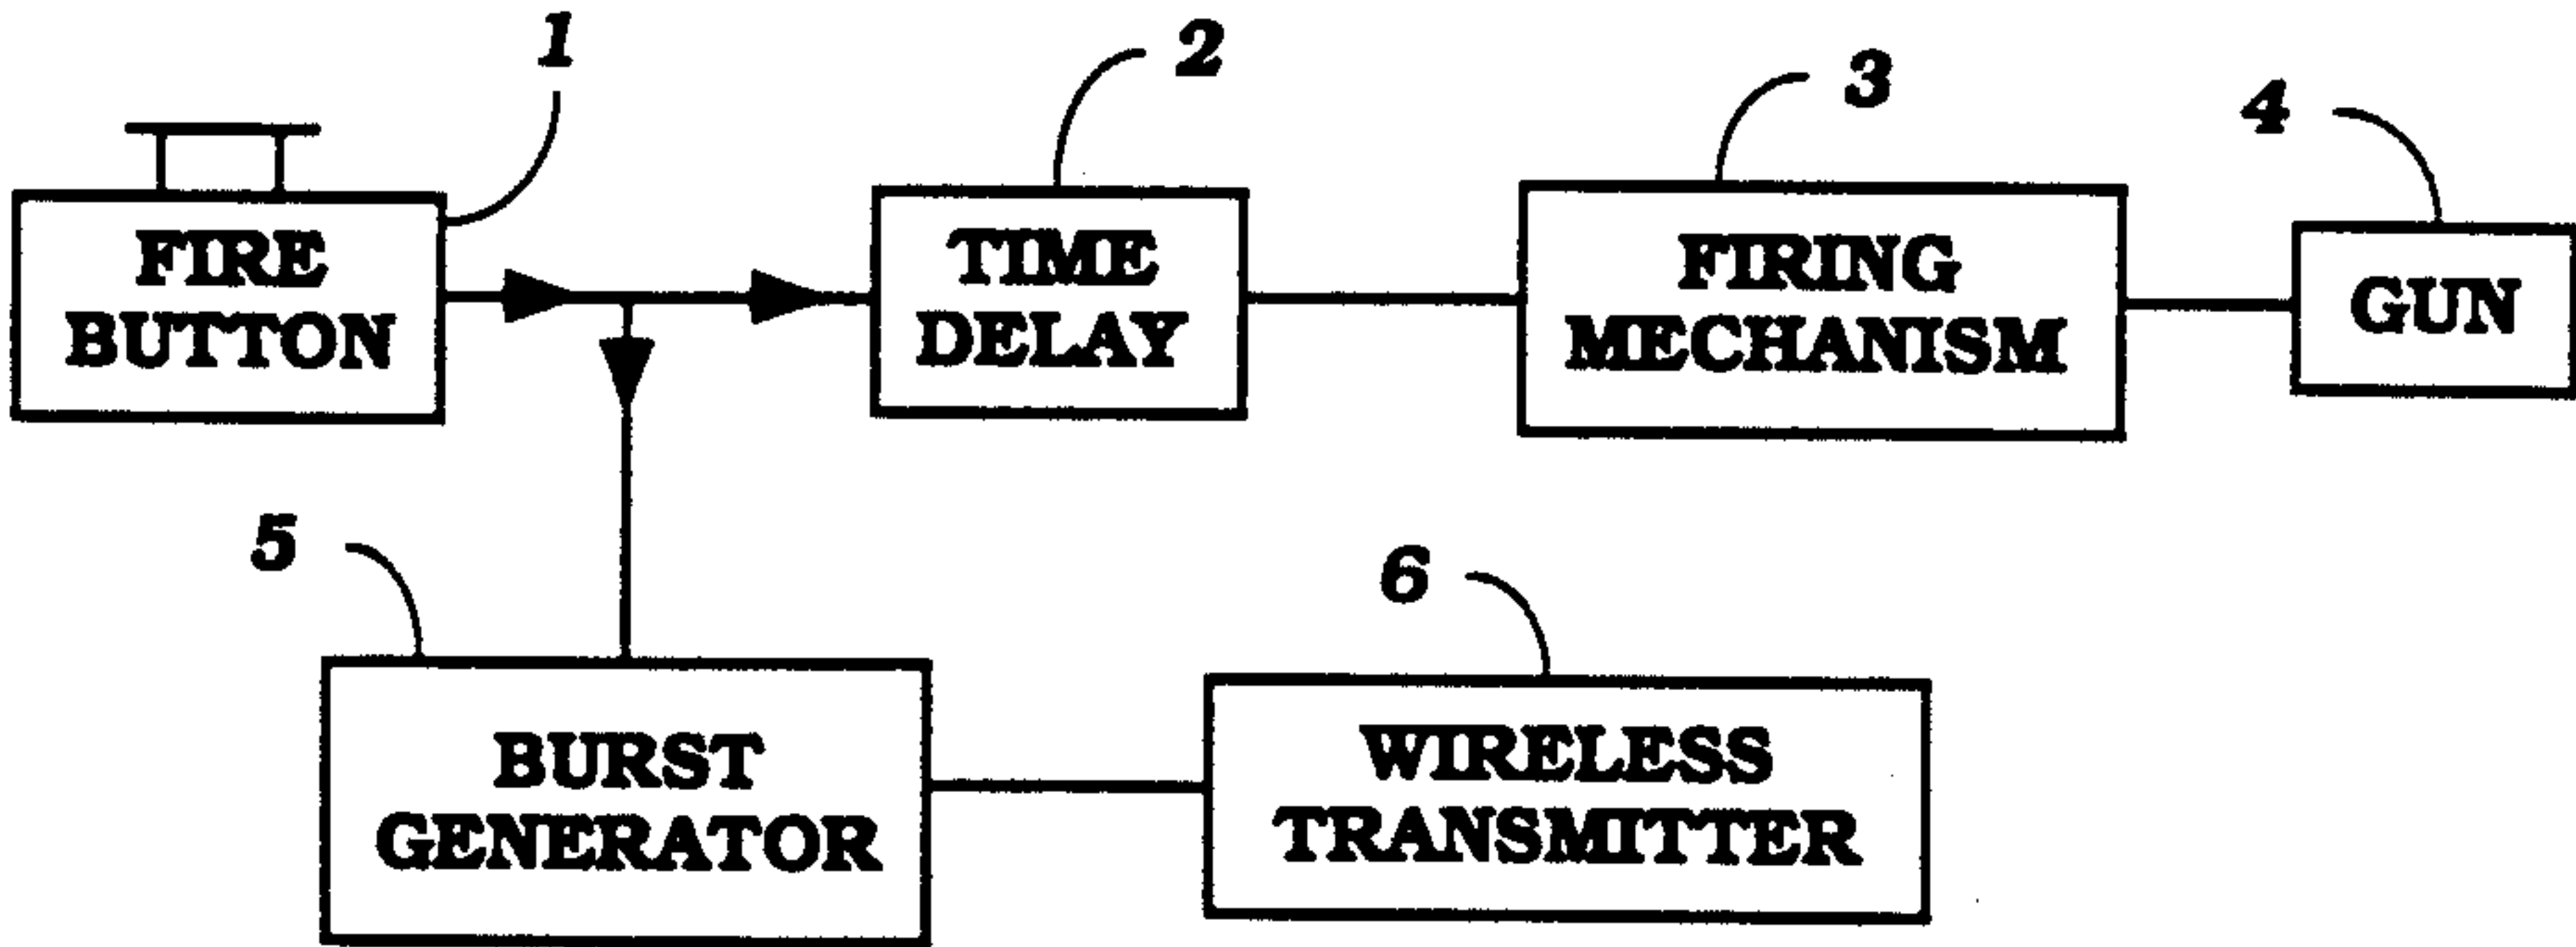 1
2
3
4
FIRE
BUTTON
TIME
DELAY
FIRING
MECHANISM
GUN
5
6
BURST
GENERATOR
WIRELESS
TRANSMITTER